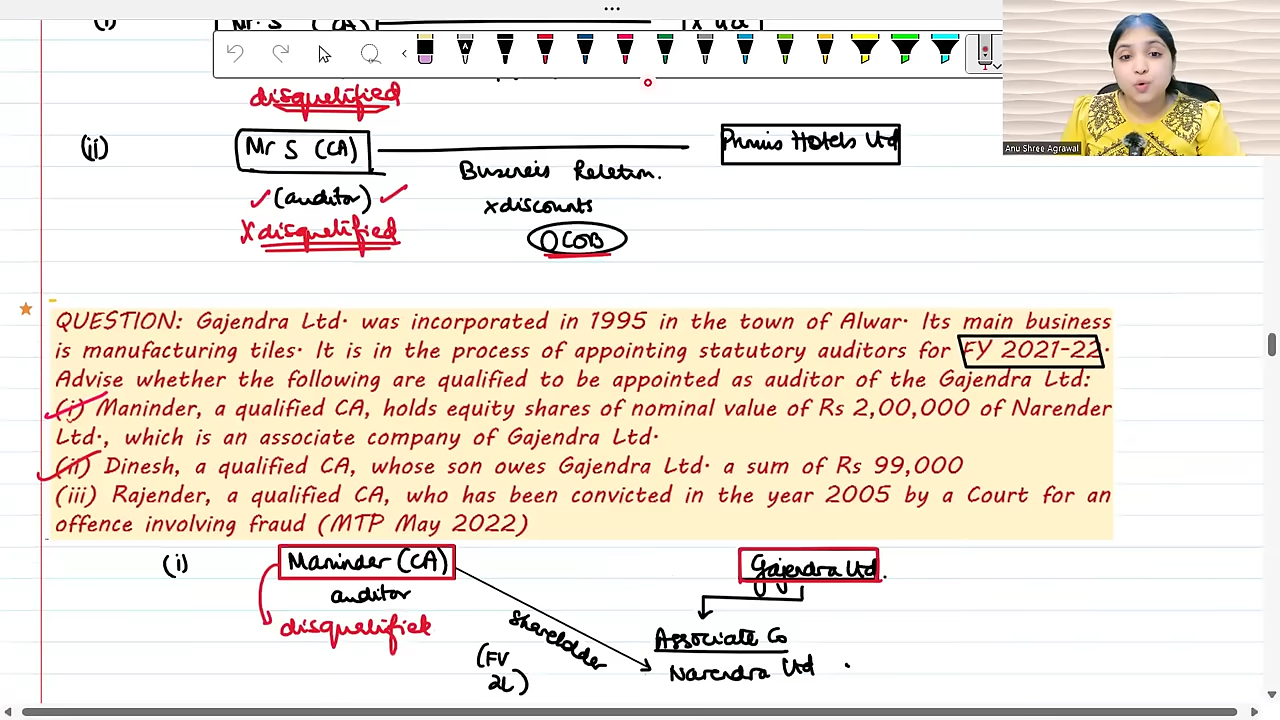 Anu Shree Agrawal
disqualified
(ii) Mr S (CA) Primis Hotels Ltd
Business Relation.
(auditor) x discounts
X disqualified OCOB
QUESTION: Gajendra Ltd. was incorporated in 1995 in the town of Alwar. Its main business
is manufacturing tiles. It is in the process of appointing statutory auditors for FY 2021-22.
Advise whether the following are qualified to be appointed as auditor of the Gajendra Ltd:
(i) Maninder, a qualified CA, holds equity shares of nominal value of Rs 2,00,000 of Narender
Ltd., which is an associate company of Gajendra Ltd.
(ii) Dinesh, a qualified CA, whose son owes Gajendra Ltd. a sum of Rs 99,000
(iii) Rajender, a qualified CA, who has been convicted in the year 2005 by a Court for an
offence involving fraud (MTP May 2022)
(i) Maninder (CA) Gajendra Ltd.
auditor
disqualified Shareholder Associate Co
(FV Narendra Ltd
2L)